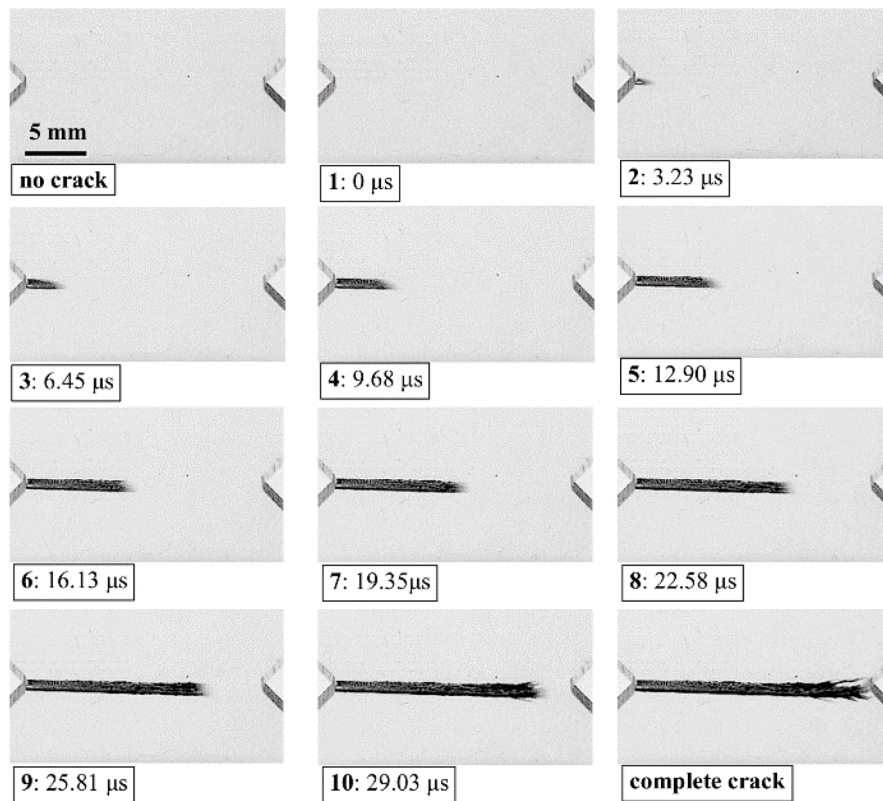 5 mm
no crack
1: 0 μs
2: 3.23 μs
3: 6.45 μs
4: 9.68 μs
5: 12.90 μs
6: 16.13 μs
7: 19.35μs
8: 22.58 μs
9: 25.81 μs
10: 29.03 μs
complete crack